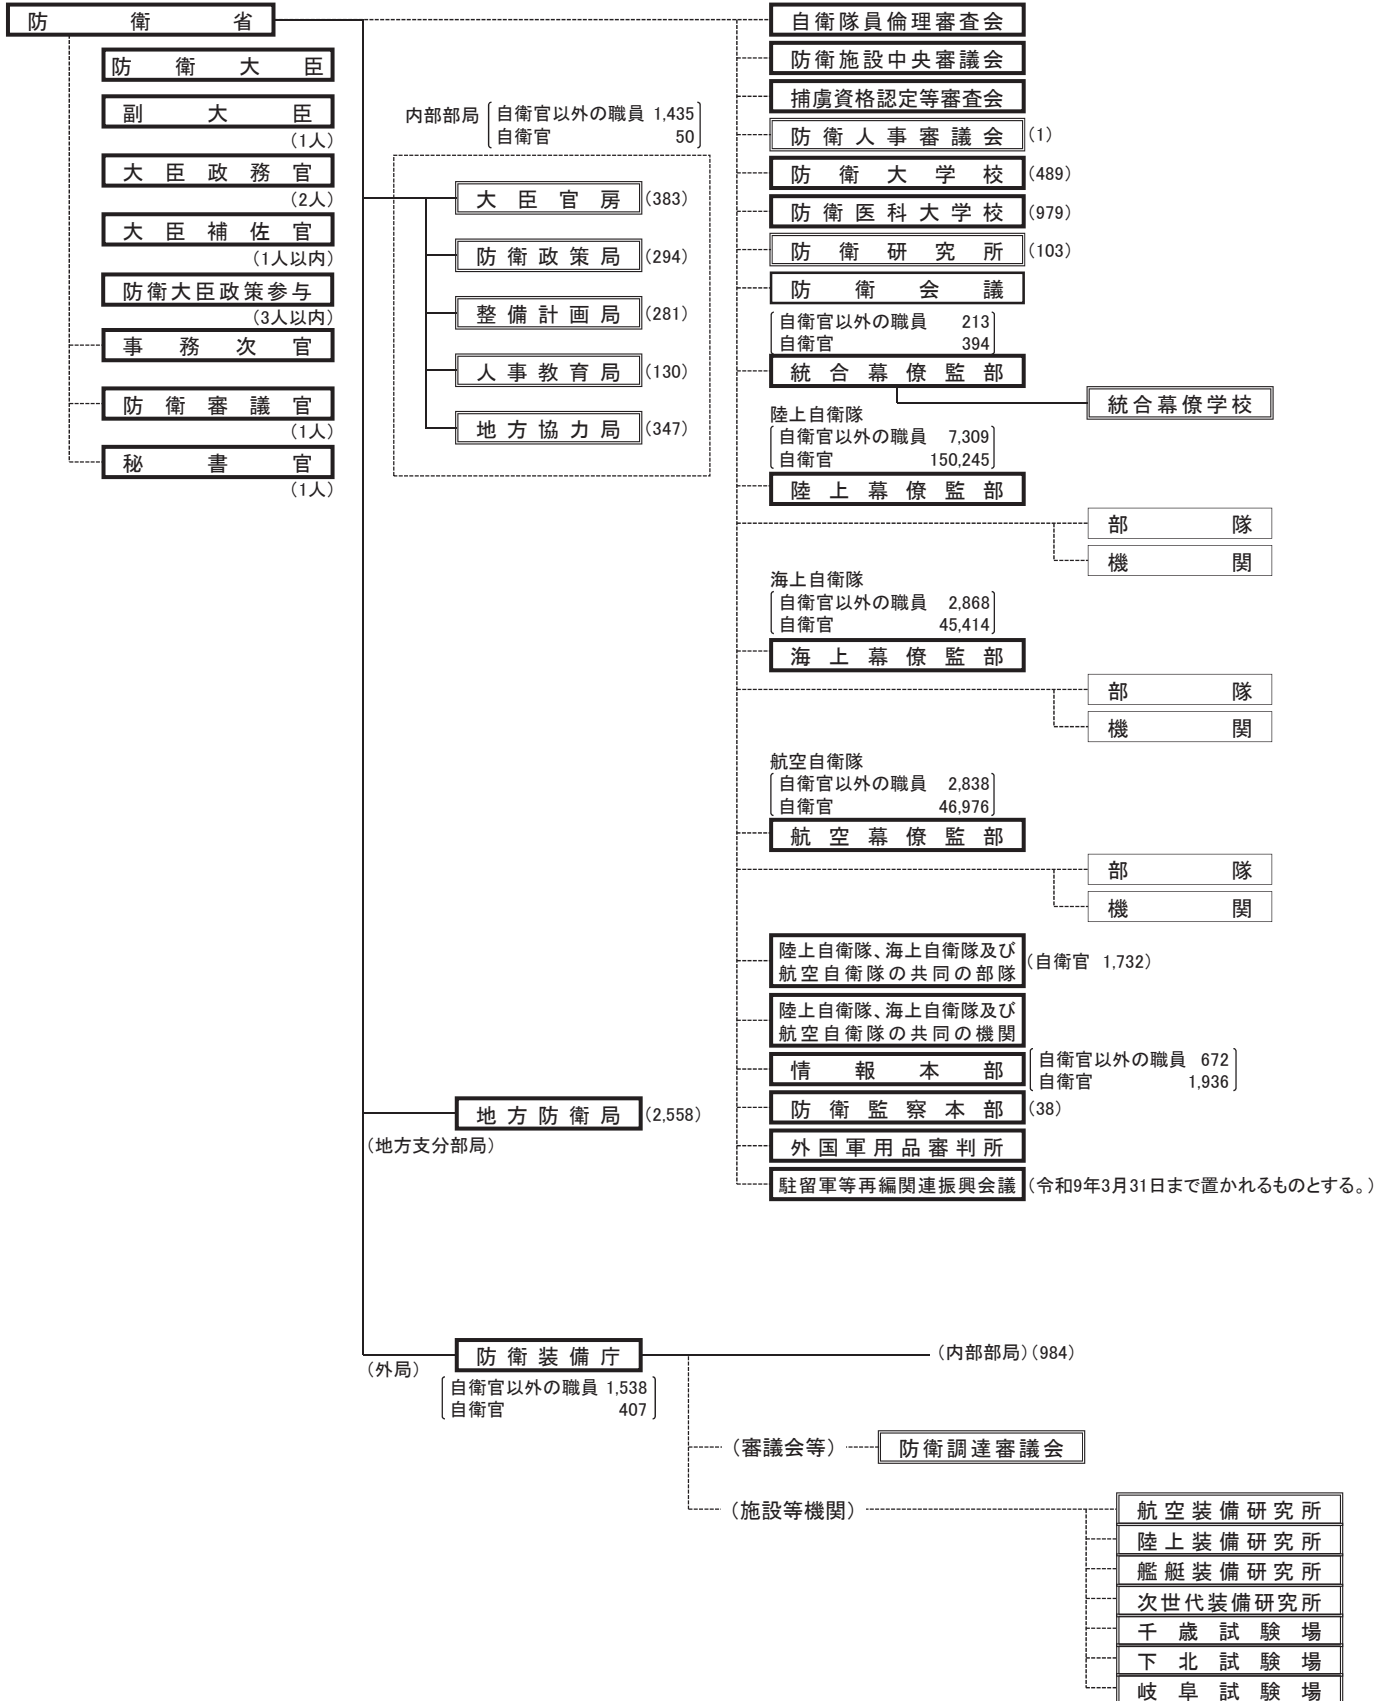 防衛省
防衛大臣
副大臣
(1人)
大臣政務官
(2人)
大臣補佐官
(1人以内)
防衛大臣政策参与
(3人以内)
事務次官
防衛審議官
(1人)
秘書官
(1人)
内部部局
自衛官以外の職員 1,435
自衛官 50
大臣官房 (383)
防衛政策局 (294)
整備計画局 (281)
人事教育局 (130)
地方協力局 (347)
地方防衛局 (2,558)
(地方支分部局)
自衛隊員倫理審査会
防衛施設中央審議会
捕虜資格認定等審査会
防衛人事審議会 (1)
防衛大学校 (489)
防衛医科大学校 (979)
防衛研究所 (103)
防衛会議
自衛官以外の職員 213
自衛官 394
統合幕僚監部
統合幕僚学校
陸上自衛隊
自衛官以外の職員 7,309
自衛官 150,245
陸上幕僚監部
部隊
機関
海上自衛隊
自衛官以外の職員 2,868
自衛官 45,414
海上幕僚監部
部隊
機関
航空自衛隊
自衛官以外の職員 2,838
自衛官 46,976
航空幕僚監部
部隊
機関
陸上自衛隊、海上自衛隊及び
航空自衛隊の共同の部隊
(自衛官 1,732)
陸上自衛隊、海上自衛隊及び
航空自衛隊の共同の機関
情報本部
自衛官以外の職員 672
自衛官 1,936
防衛監察本部 (38)
外国軍用品審判所
駐留軍等再編関連振興会議 (令和9年3月31日まで置かれるものとする。)
(外局)
防衛装備庁
自衛官以外の職員 1,538
自衛官 407
(内部部局)(984)
(審議会等)
防衛調達審議会
(施設等機関)
航空装備研究所
陸上装備研究所
艦艇装備研究所
次世代装備研究所
千歳試験場
下北試験場
岐阜試験場